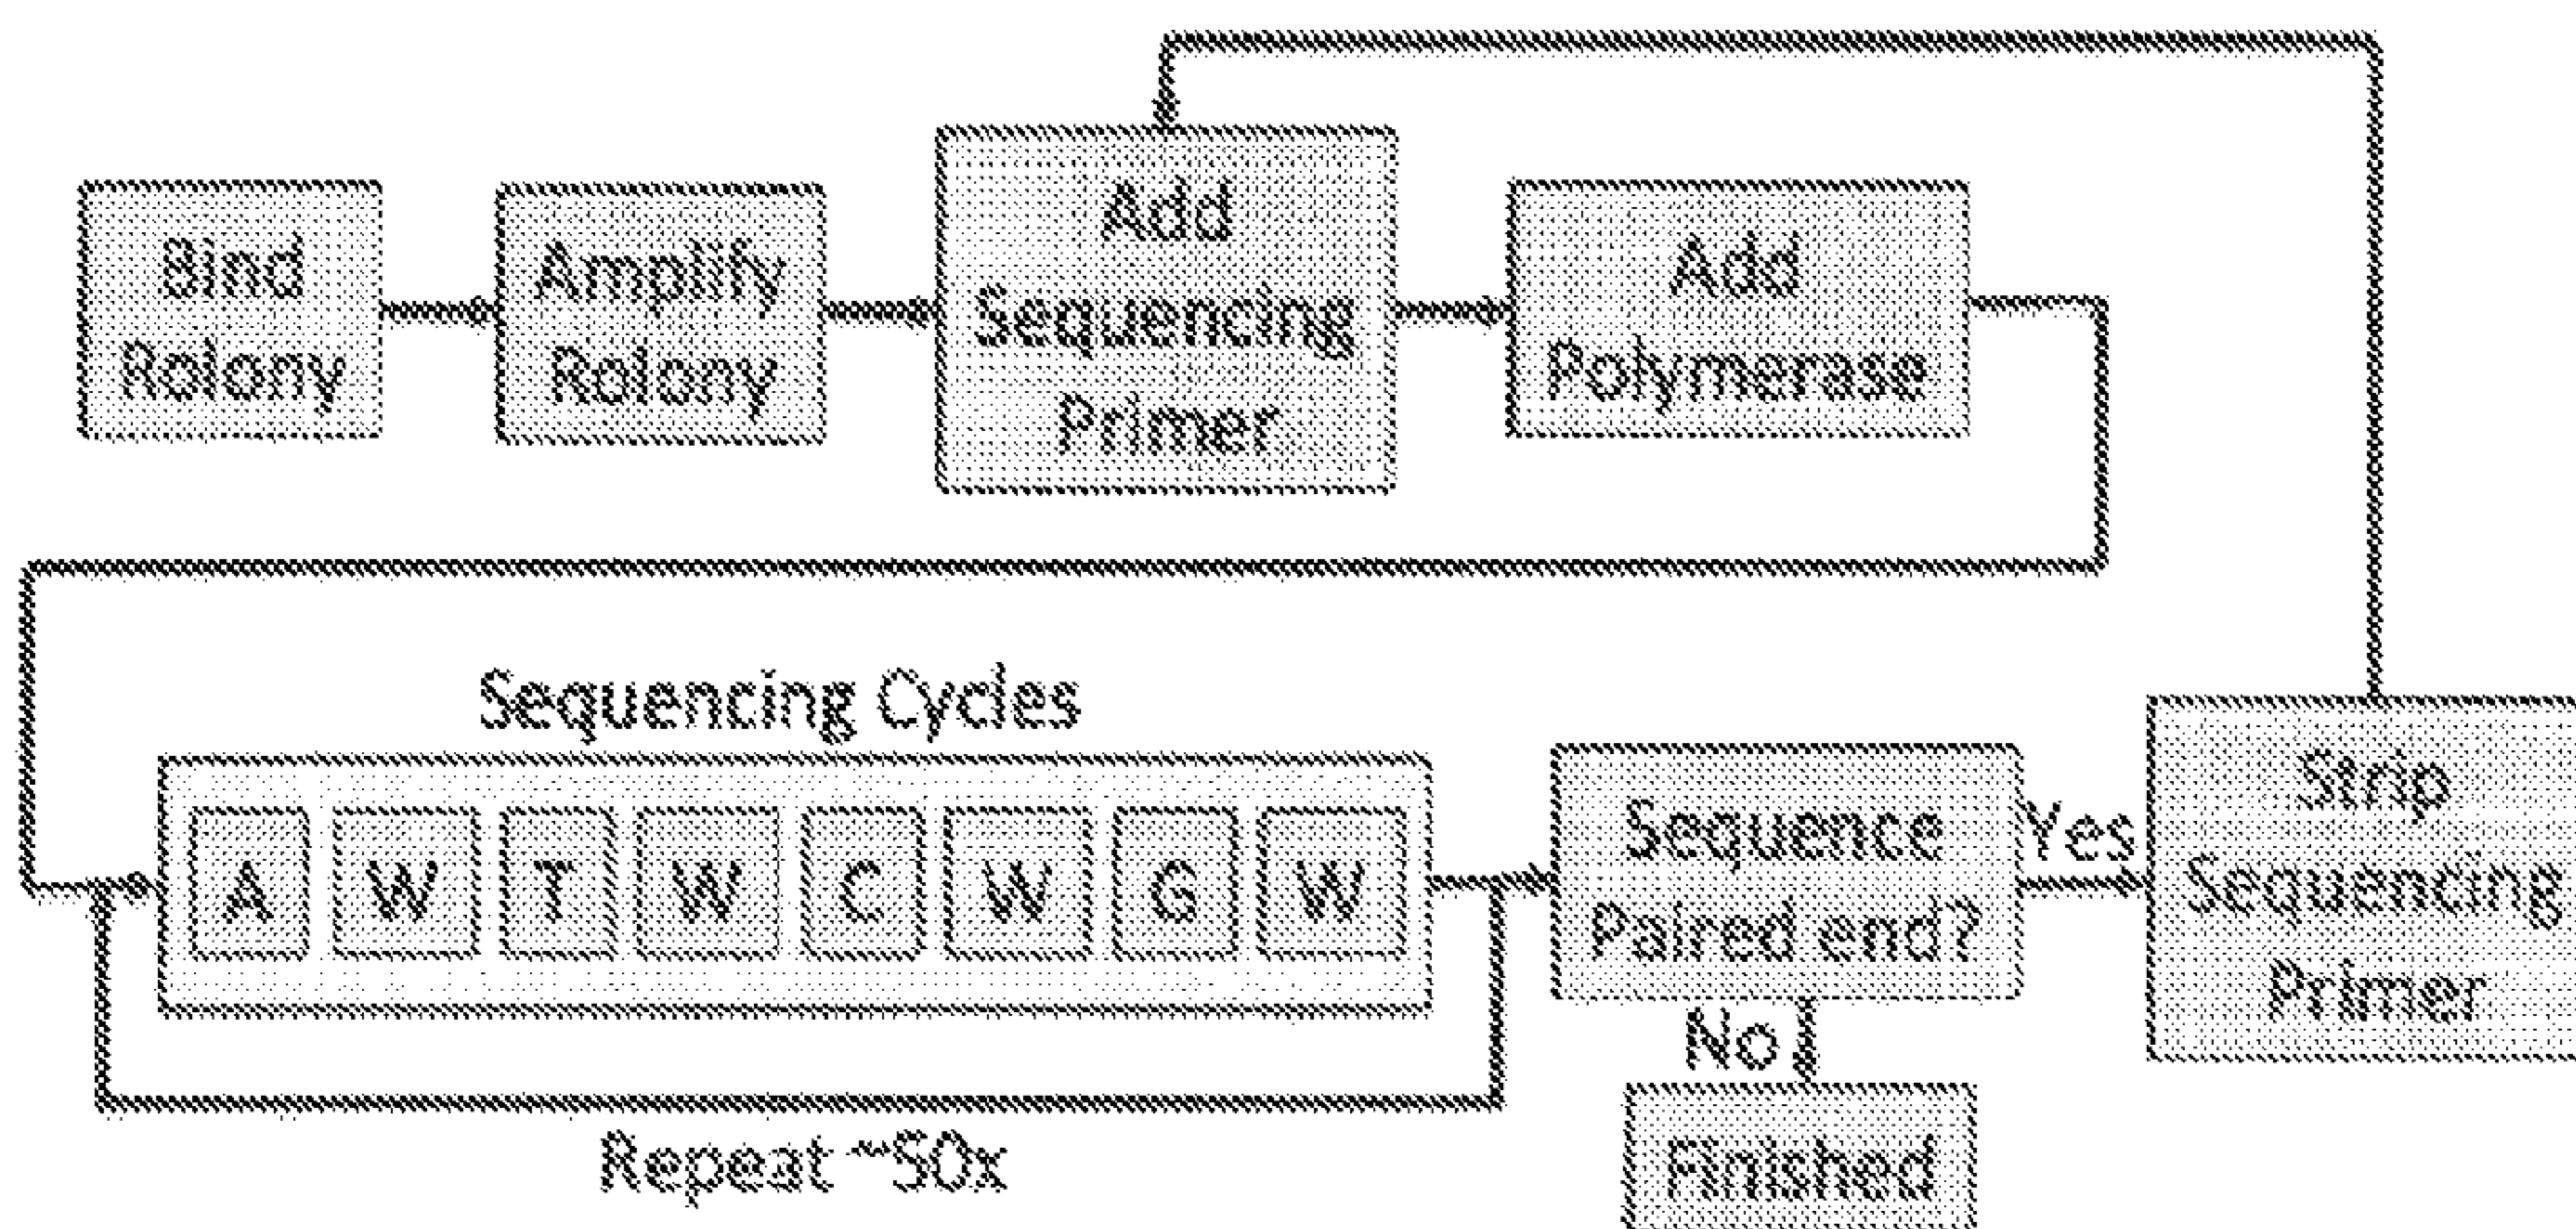 Bind
Rolony
Amplify
Rolony
Add
Sequencing
Primer
Add
Polymerase
Sequencing Cycles
A W T W C W G W
Repeat ~50x
Sequence
Paired end?
Yes
No
Strip
Sequencing
Primer
Finished